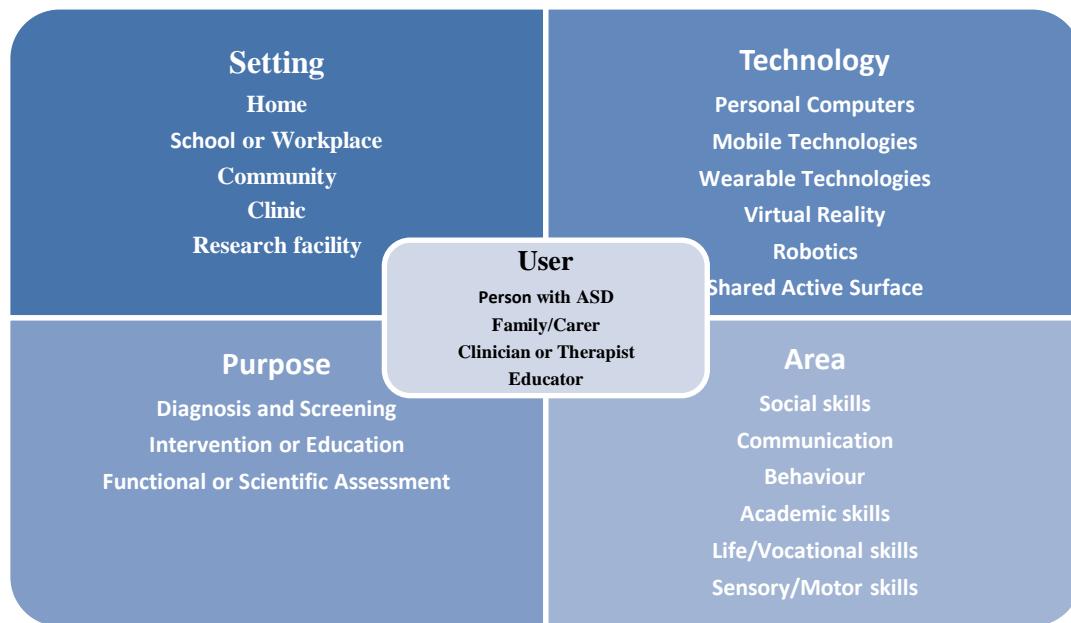 Setting
Home
School or Workplace
Community
Clinic
Research facility
Technology
Personal Computers
Mobile Technologies
Wearable Technologies
Virtual Reality
Robotics
Shared Active Surface
User
Person with ASD
Family/Carer
Clinician or Therapist
Educator
Purpose
Diagnosis and Screening
Intervention or Education
Functional or Scientific Assessment
Area
Social skills
Communication
Behaviour
Academic skills
Life/Vocational skills
Sensory/Motor skills